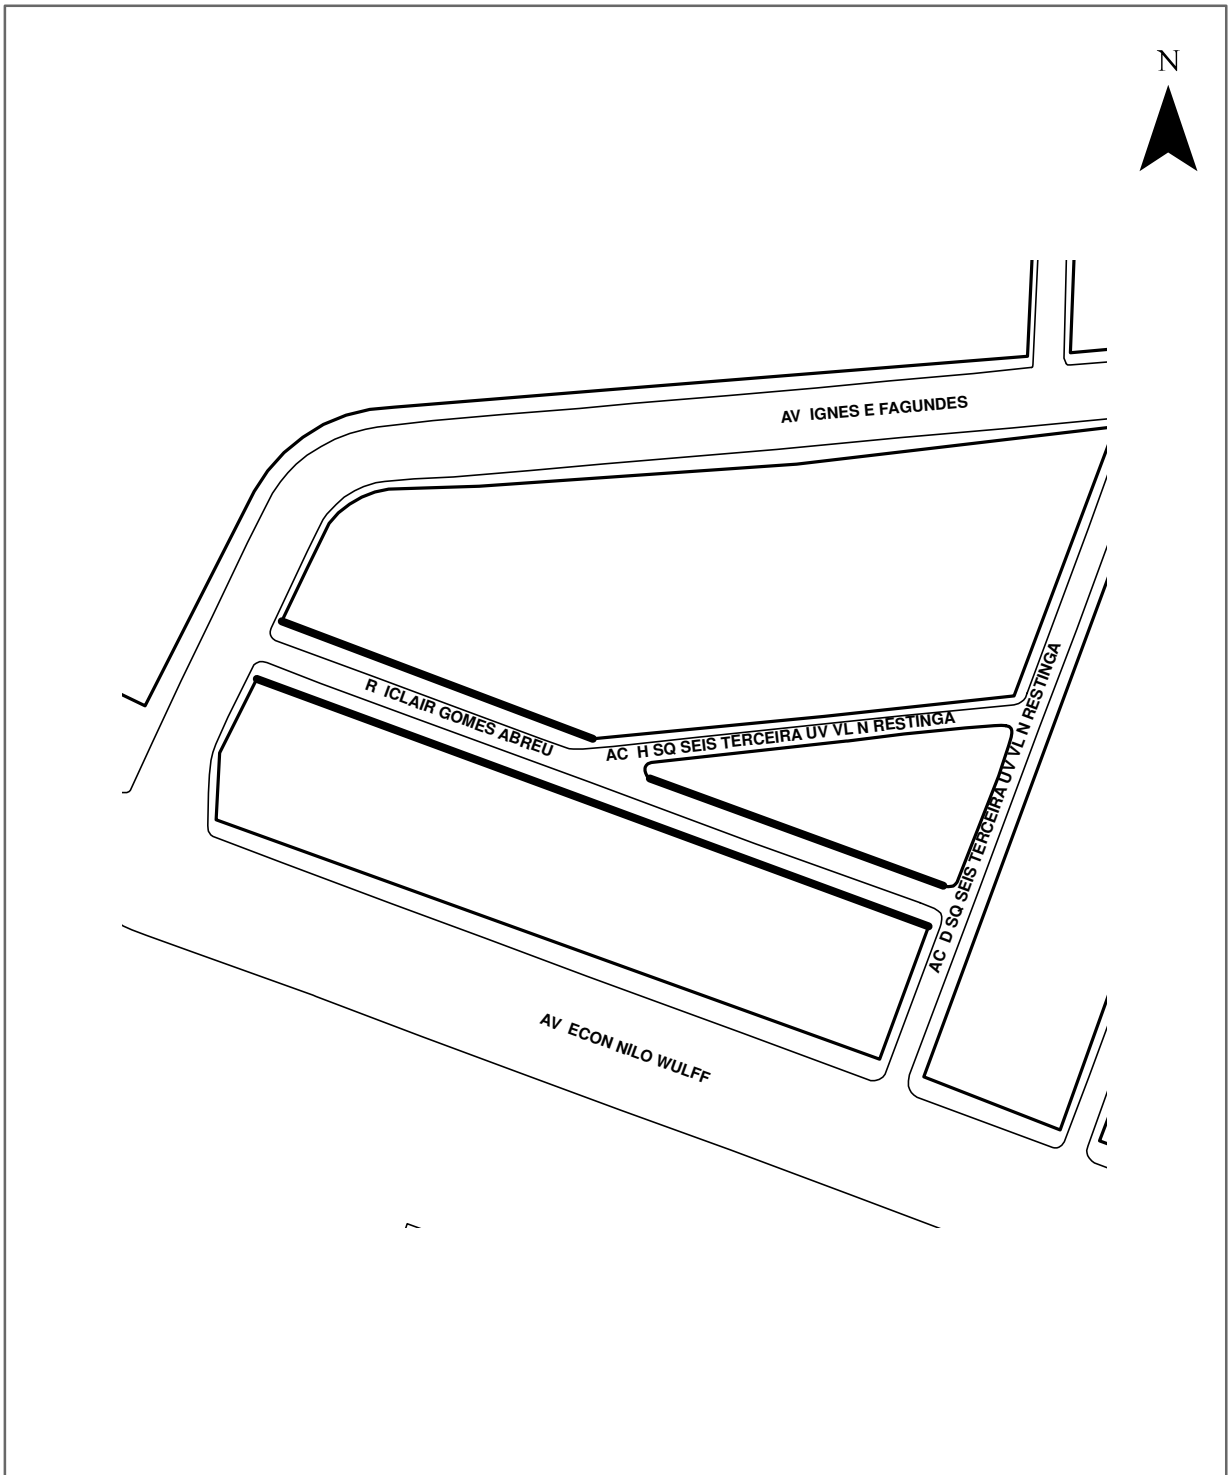 N
AV IGNES E FAGUNDES
R ICLAIR GOMES ABREU
AC H SQ SEIS TERCEIRA UV VL N RESTINGA
AC D SQ SEIS TERCEIRA UV VL N RESTINGA
AV ECON NILO WULFF